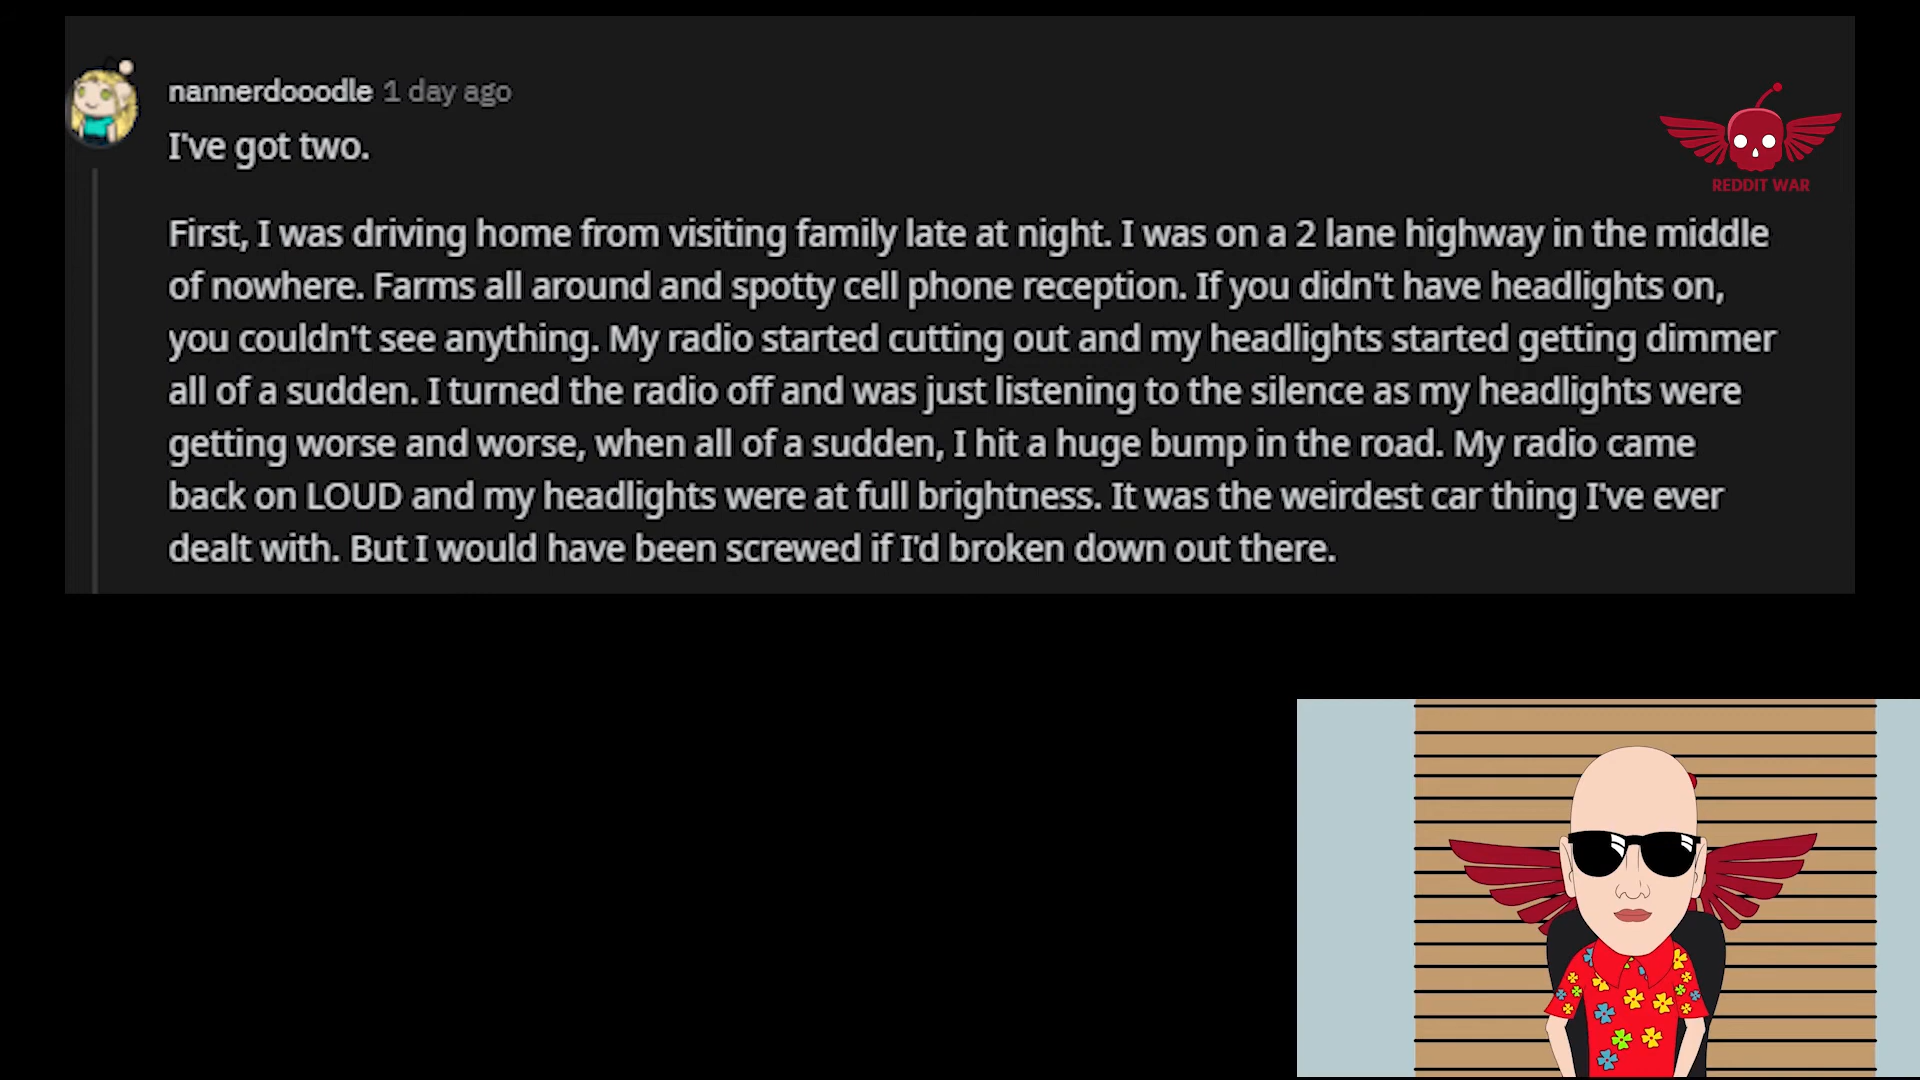 nannerdooodle 1 day ago
I've got two.
REDDIT WAR
First, I was driving home from visiting family late at night. I was on a 2 lane highway in the middle
of nowhere. Farms all around and spotty cell phone reception. If you didn't have headlights on,
you couldn't see anything. My radio started cutting out and my headlights started getting dimmer
all of a sudden. I turned the radio off and was just listening to the silence as my headlights were
getting worse and worse, when all of a sudden, I hit a huge bump in the road. My radio came
back on LOUD and my headlights were at full brightness. It was the weirdest car thing I've ever
dealt with. But I would have been screwed if I'd broken down out there.